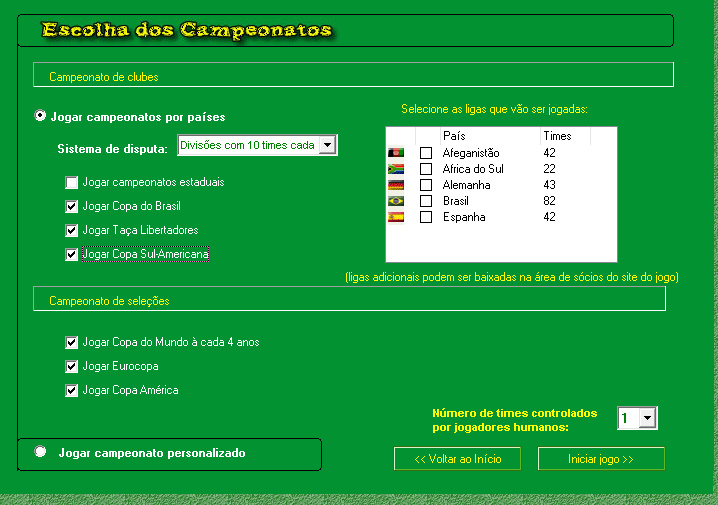 Escolha dos Campeonatos
Campeonato de clubes
Jogar campeonatos por países
Sistema de disputa: Divisões com 10 times cada
Jogar campeonatos estaduais
Jogar Copa do Brasil
Jogar Taça Libertadores
Jogar Copa Sul-Americana
Selecione as ligas que vão ser jogadas:
País Times
Afeganistão 42
Africa do Sul 22
Alemanha 43
Brasil 82
Espanha 42
(ligas adicionais podem ser baixadas na área de sócios do site do jogo)
Campeonato de seleções
Jogar Copa do Mundo à cada 4 anos
Jogar Eurocopa
Jogar Copa América
Número de times controlados
por jogadores humanos: 1
Jogar campeonato personalizado
<< Voltar ao Início
Iniciar jogo >>